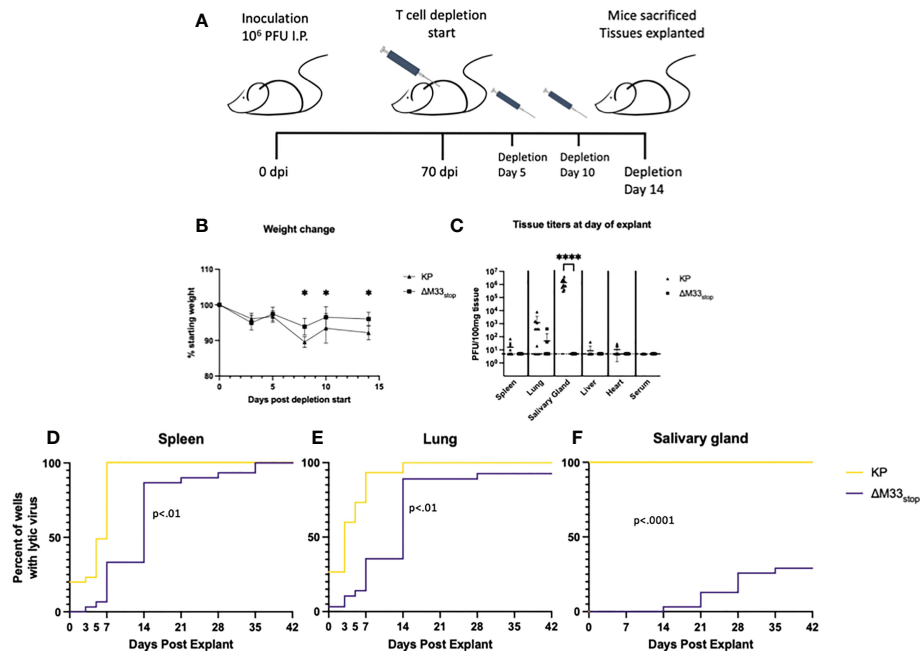 A
Inoculation
10⁶ PFU I.P.
T cell depletion
start
Mice sacrificed
Tissues explanted
0 dpi
70 dpi
Depletion
Day 5
Depletion
Day 10
Depletion
Day 14
B
Weight change
% starting weight
110
100
90
80
* * *
0 5 10 15
Days post depletion start
KP
ΔM33stop
C
Tissue titers at day of explant
****
PFU/100mg tissue
10⁷
10⁶
10⁵
10⁴
10³
10²
10¹
10⁰
Spleen
Lung
Salivary Gland
Liver
Heart
Serum
KP
ΔM33stop
D
Spleen
Percent of wells
with lytic virus
100
50
0
p<.01
0 3 5 7 14 21 28 35 42
Days Post Explant
E
Lung
100
50
0
p<.01
0 3 5 7 14 21 28 35 42
Days Post Explant
F
Salivary gland
100
50
0
p<.0001
0 7 14 21 28 35 42
Days Post Explant
KP
ΔM33stop